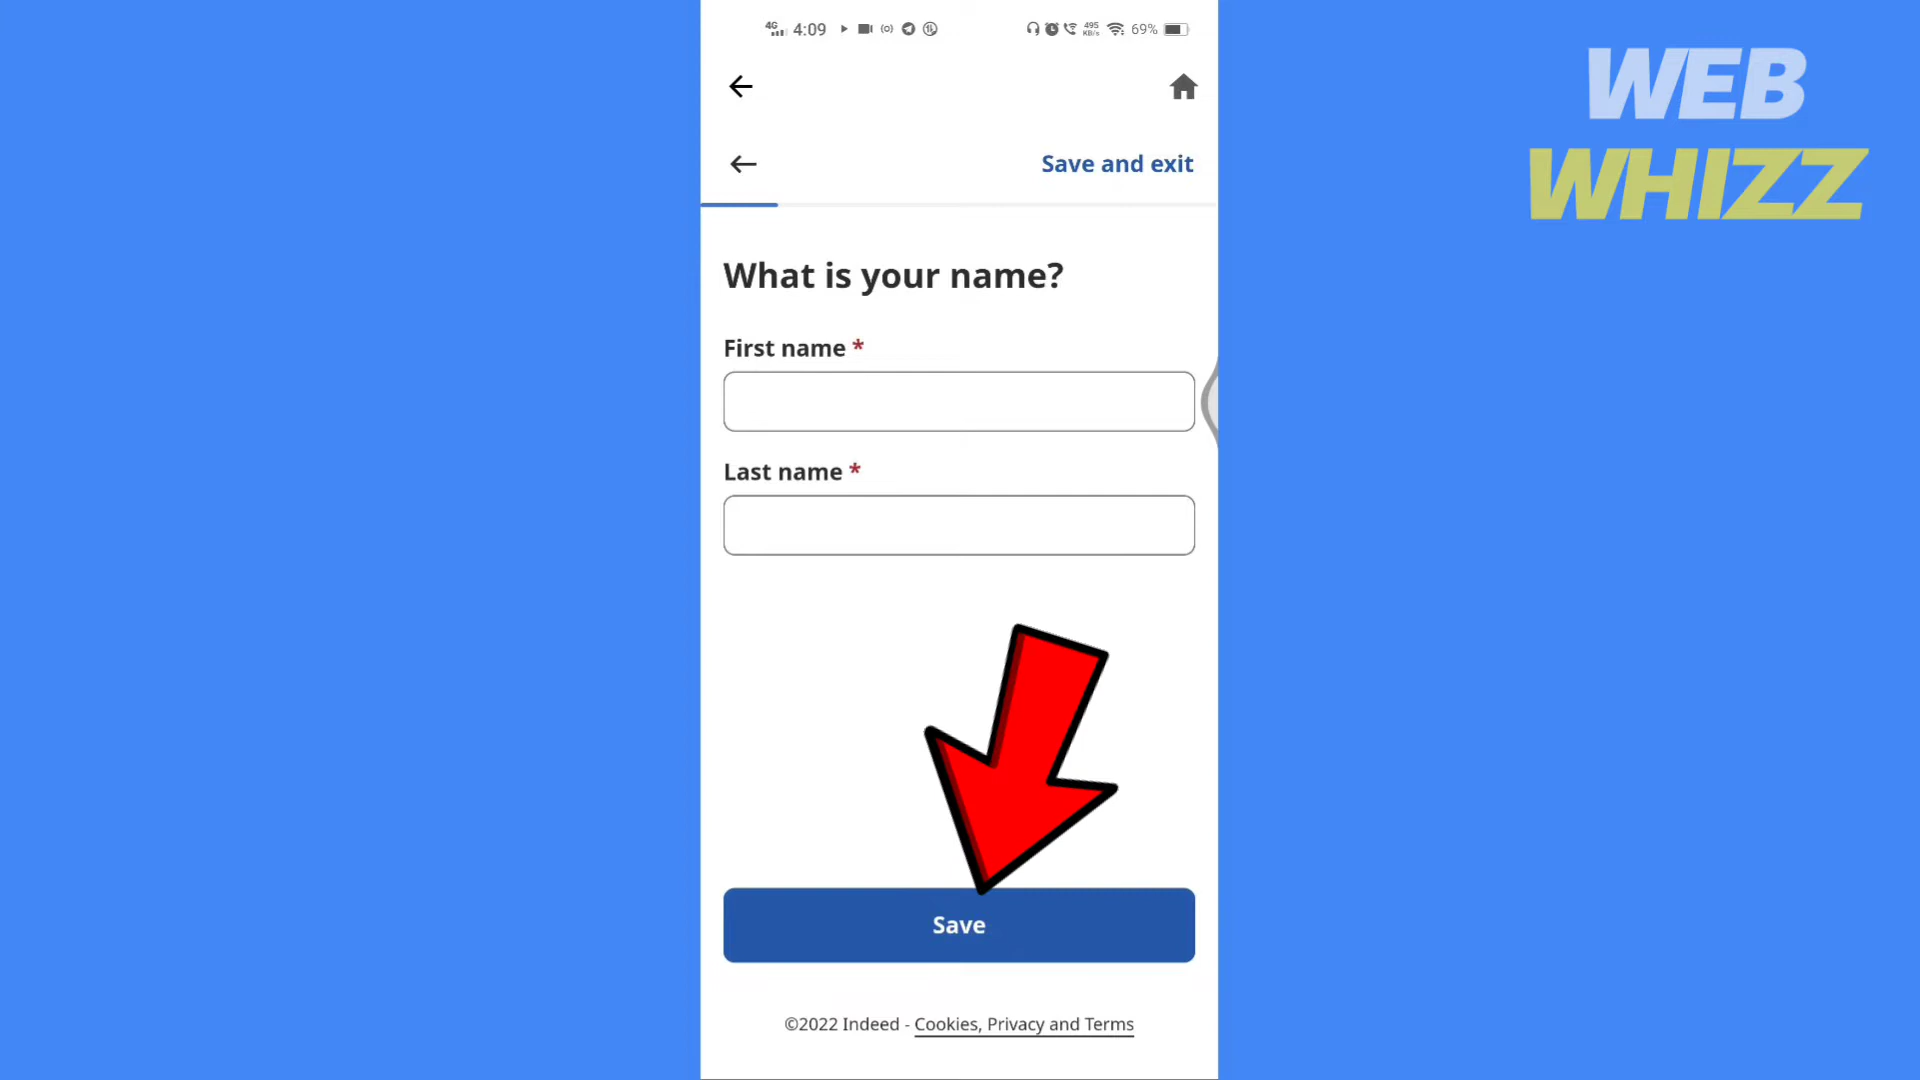 4G 4:09 495 KB/s 69%
WEB
WHIZZ
Save and exit
What is your name?
First name *
Last name *
Save
©2022 Indeed - Cookies, Privacy and Terms